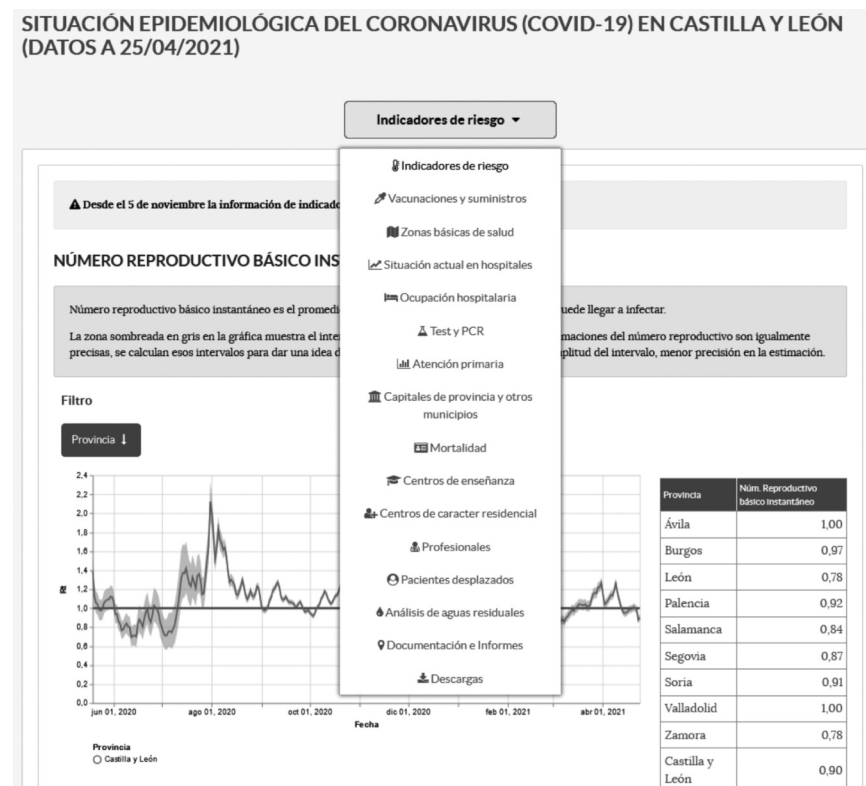 SITUACIÓN EPIDEMIOLÓGICA DEL CORONAVIRUS (COVID-19) EN CASTILLA Y LEÓN
(DATOS A 25/04/2021)
Indicadores de riesgo
Indicadores de riesgo
Vacunaciones y suministros
Zonas básicas de salud
Situación actual en hospitales
Ocupación hospitalaria
Test y PCR
Atención primaria
Capitales de provincia y otros
municipios
Mortalidad
Centros de enseñanza
Centros de caracter residencial
Profesionales
Pacientes desplazados
Análisis de aguas residuales
Documentación e Informes
Descargas
Desde el 5 de noviembre la información de
NÚMERO REPRODUCTIVO BÁSICO
Número reproductivo básico instantáneo es el
llegar a infectar.
La zona sombreada en gris en la gráfica muestra el
del número reproductivo son igualmente
precisas, se calculan esos intervalos para dar una idea
del intervalo, menor precisión en la estimación.
Filtro
Provincia
2,4
2,2
2,0
1,8
1,6
1,4
1,2
1,0
0,8
0,6
0,4
0,2
0,0
Rt
jun 01, 2020
ago 01, 2020
oct 01, 2020
dic 01, 2020
feb 01, 2021
abr 01, 2021
Fecha
Provincia
Castilla y León
Provincia Núm. Reproductivo
básico instantáneo
Ávila 1,00
Burgos 0,97
León 0,78
Palencia 0,92
Salamanca 0,84
Segovia 0,87
Soria 0,91
Valladolid 1,00
Zamora 0,78
Castilla y
León 0,90